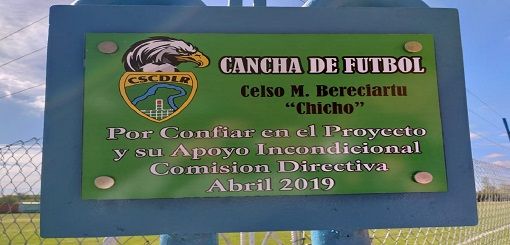 CSCDLR
CANCHA DE FUTBOL
Celso M. Bereciartu
"Chicho"
Por Confiar en el Proyecto
y su Apoyo Incondicional
Comision Directiva
Abril 2019